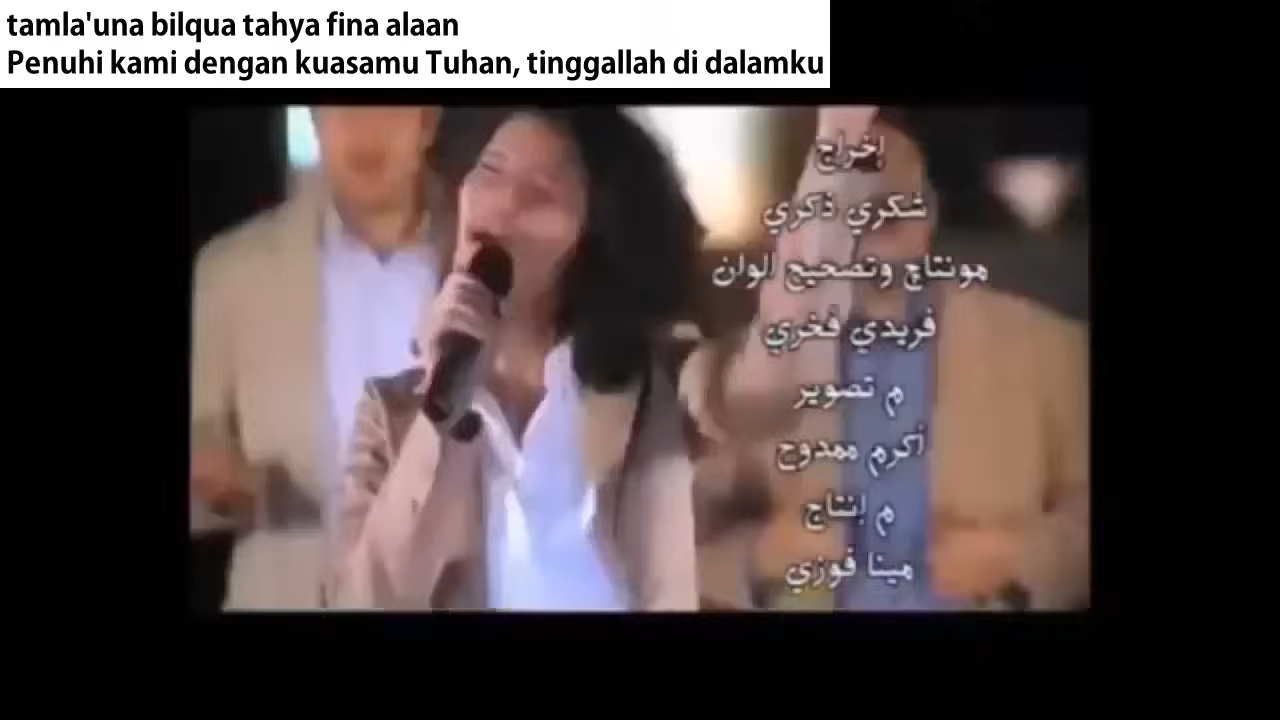 tamla'una bilqua tahya fina alaan
Penuhi kami dengan kuasamu Tuhan, tinggallah di dalamku
إخراج
شكري ذكري
مونتاج وتصحيح الوان
فريدي فخري
م تصوير
أكرم ممدوح
م إنتاج
مينا فوزي